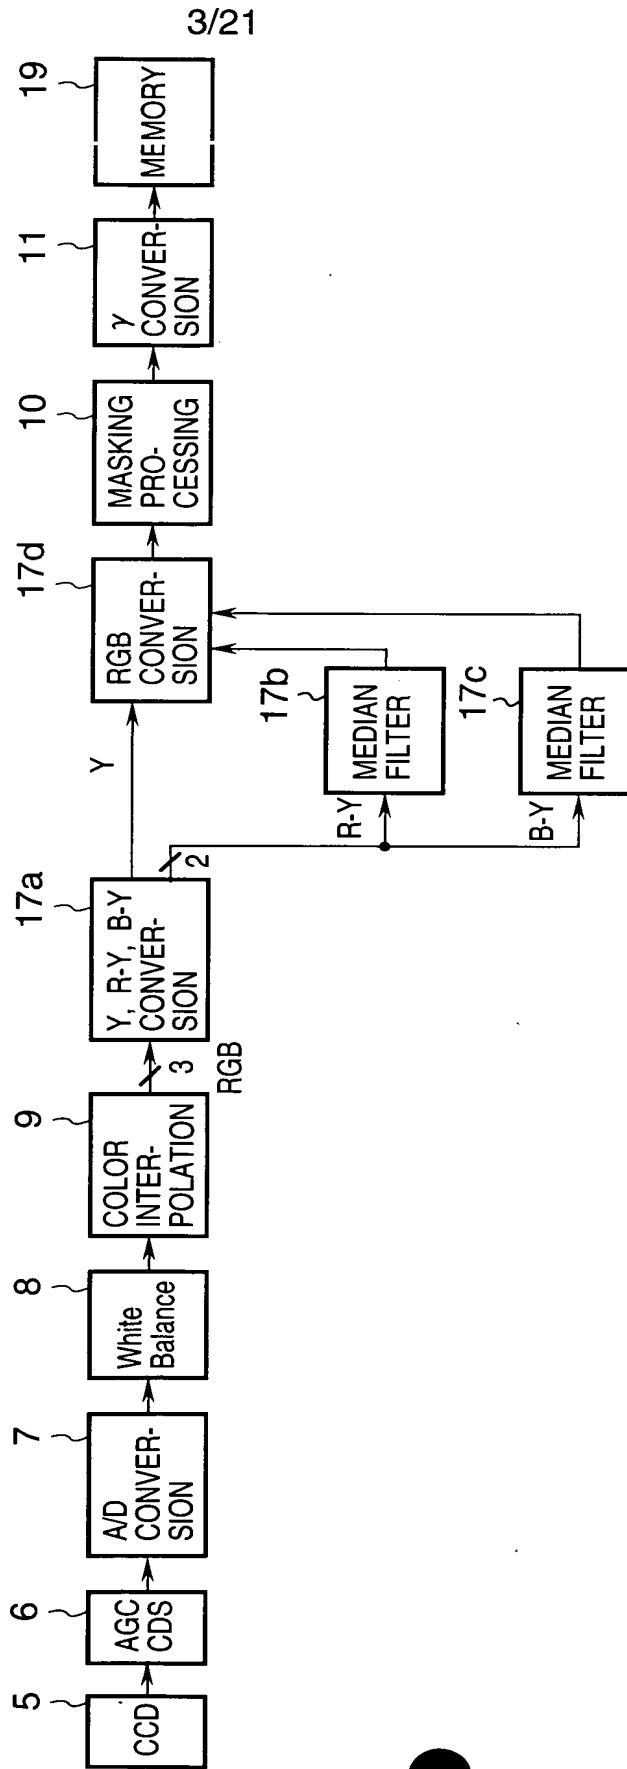 3/21
5
CCD
6
AGC
CDS
7
A/D
CONVER-
SION
8
White
Balance
9
COLOR
INTER-
POLATION
3
RGB
17a
Y, R-Y, B-Y
CONVER-
SION
Y
2
R-Y
17b
MEDIAN
FILTER
B-Y
17c
MEDIAN
FILTER
17d
RGB
CONVER-
SION
10
MASKING
PRO-
CESSING
11
γ
CONVER-
SION
19
MEMORY